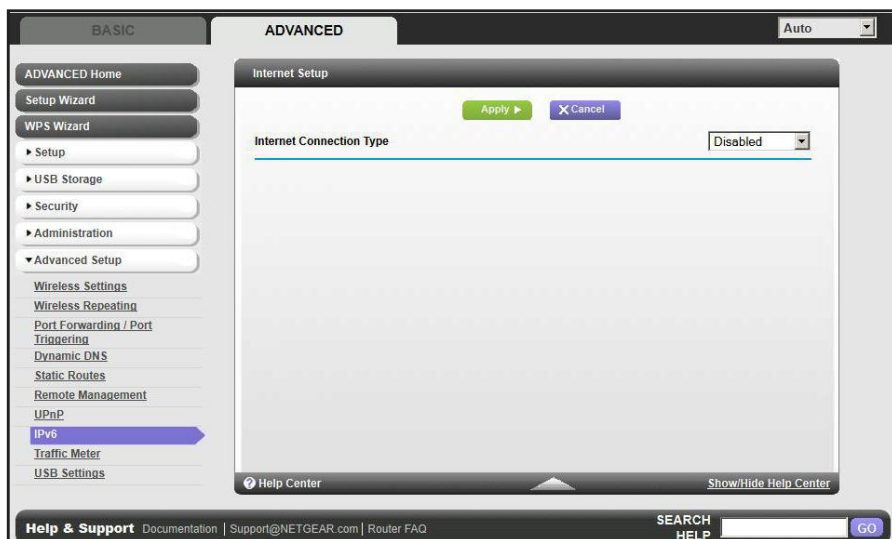 BASIC
ADVANCED
Auto
ADVANCED Home
Setup Wizard
WPS Wizard
Setup
USB Storage
Security
Administration
Advanced Setup
Wireless Settings
Wireless Repeating
Port Forwarding / Port
Triggering
Dynamic DNS
Static Routes
Remote Management
UPnP
IPv6
Traffic Meter
USB Settings
Internet Setup
Apply
X Cancel
Internet Connection Type
Disabled
? Help Center
Show/Hide Help Center
Help & Support Documentation | Support@NETGEAR.com | Router FAQ
SEARCH
HELP
GO